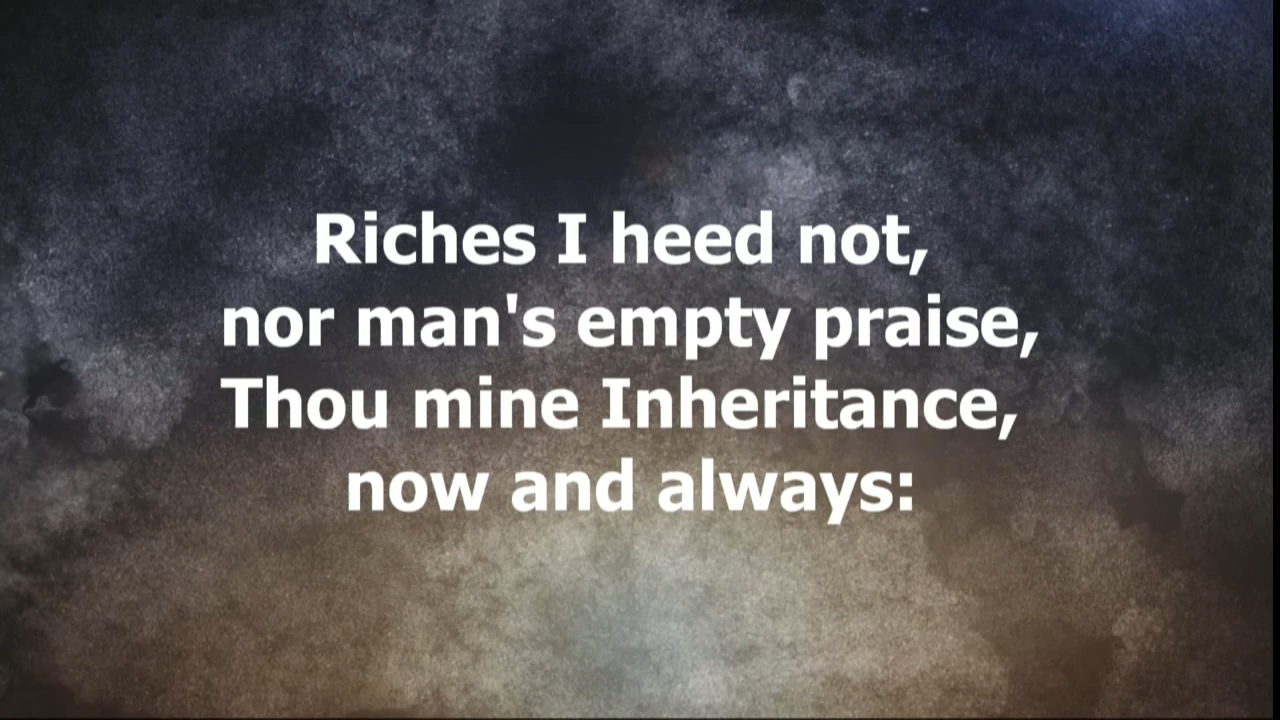 Riches I heed not,
nor man's empty praise,
Thou mine Inheritance,
now and always: